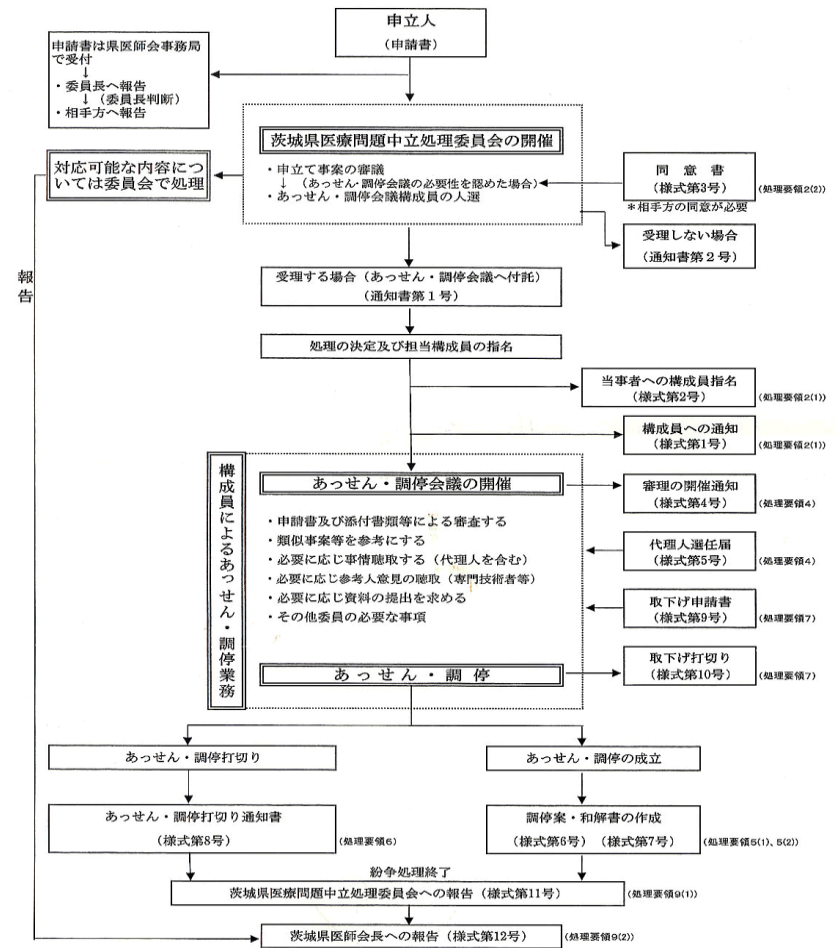 申立人
(申請書)
申請書は県医師会事務局
で受付
↓
・委員長へ報告
↓（委員長判断）
・相手方へ報告
茨城県医療問題中立処理委員会の開催
・申立て事案の審議
↓（あっせん・調停会議の必要性を認めた場合）
・あっせん・調停会議構成員の人選
対応可能な内容につ
いては委員会で処理
同 意 書
(様式第3号)
(処理要領2(2))
＊相手方の同意が必要
受理しない場合
(通知書第２号)
報告
受理する場合（あっせん・調停会議へ付託）
(通知書第１号)
処理の決定及び担当構成員の指名
当事者への構成員指名
(様式第2号)
(処理要領2(1))
構成員への通知
(様式第1号)
(処理要領2(1))
構成員によるあっせん・調停業務
あっせん・調停会議の開催
・申請書及び添付書類等による審査する
・類似事案等を参考にする
・必要に応じ事情聴取する（代理人を含む）
・必要に応じ参考人意見の聴取（専門技術者等）
・必要に応じ資料の提出を求める
・その他委員の必要な事項
あっせん・調 停
審理の開催通知
(様式第4号)
(処理要領4)
代理人選任届
(様式第5号)
(処理要領4)
取下げ申請書
(様式第9号)
(処理要領7)
取下げ打切り
(様式第10号)
(処理要領7)
あっせん・調停打切り
あっせん・調停の成立
あっせん・調停打切り通知書
(様式第8号)
(処理要領6)
調停案・和解書の作成
(様式第6号) (様式第7号)
(処理要領5(1)、5(2))
紛争処理終了
茨城県医療問題中立処理委員会への報告（様式第11号）
(処理要領9(1))
茨城県医師会長への報告（様式第12号）
(処理要領9(2))